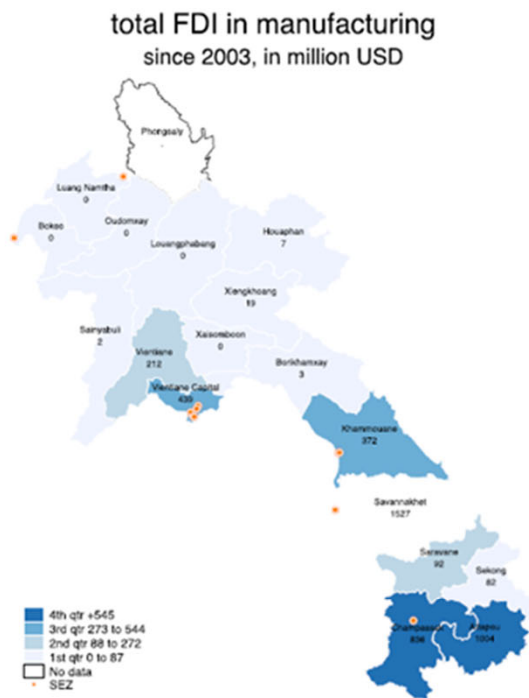 total FDI in manufacturing
since 2003, in million USD
Phongsaly
Luang Namtha
0
Oudomxay
0
Bokeo
0
Louangphabang
0
Houaphan
7
Xiengkhoang
19
Sainyabuli
2
Vientiane
212
Xaisomboon
0
Borikhamxay
3
Vientiane Capital
439
Khammouane
372
Savannakhet
1527
Saravane
92
Sekong
82
Attapeu
1004
4th qtr +545
3rd qtr 273 to 544
2nd qtr 88 to 272
1st qtr 0 to 87
No data
SEZ